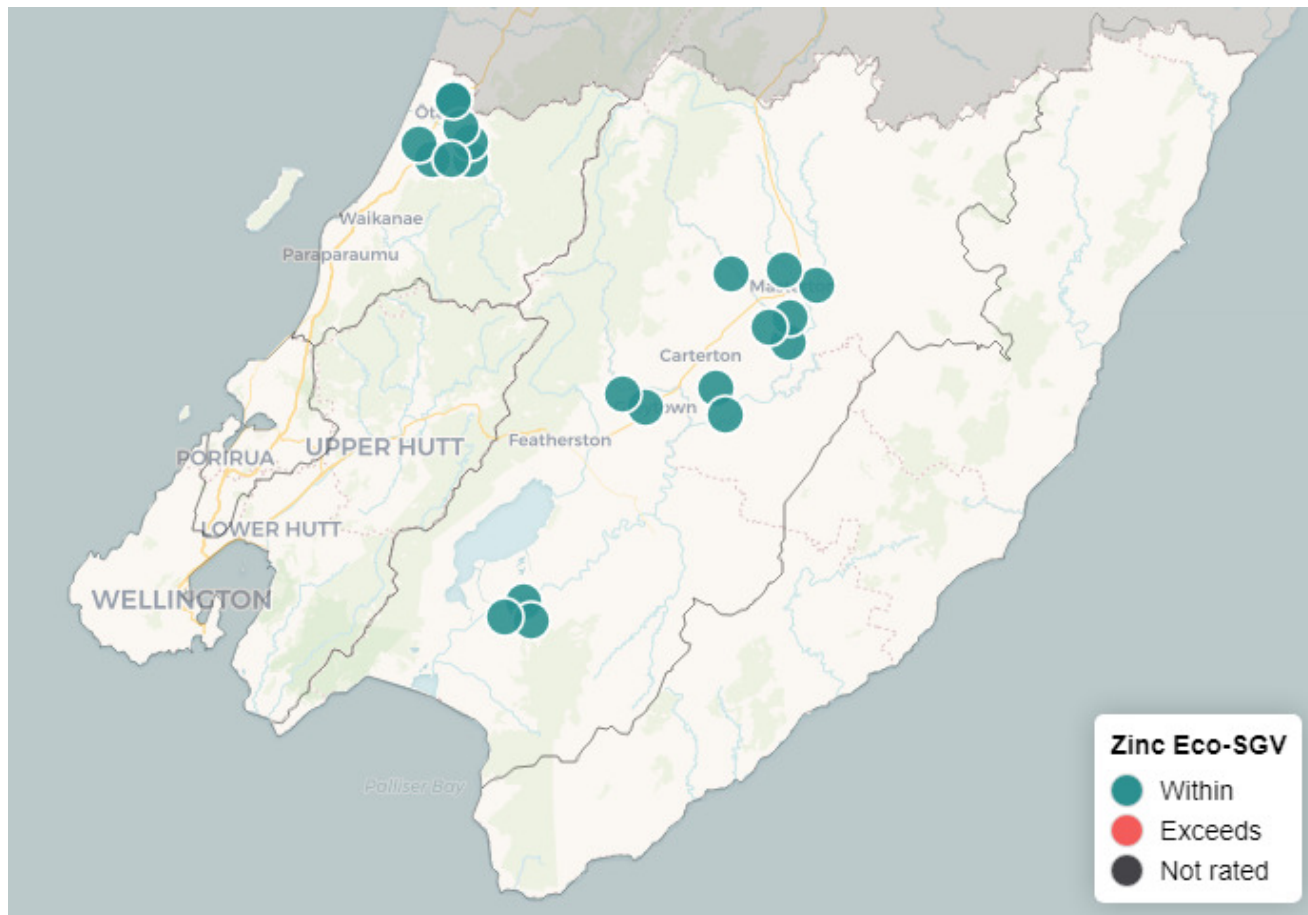 Waikanae
Paraparaumu
Carterton
Featherston
UPPER HUTT
PORIRUA
LOWER HUTT
WELLINGTON
Palliser Bay
Zinc Eco-SGV
Within
Exceeds
Not rated